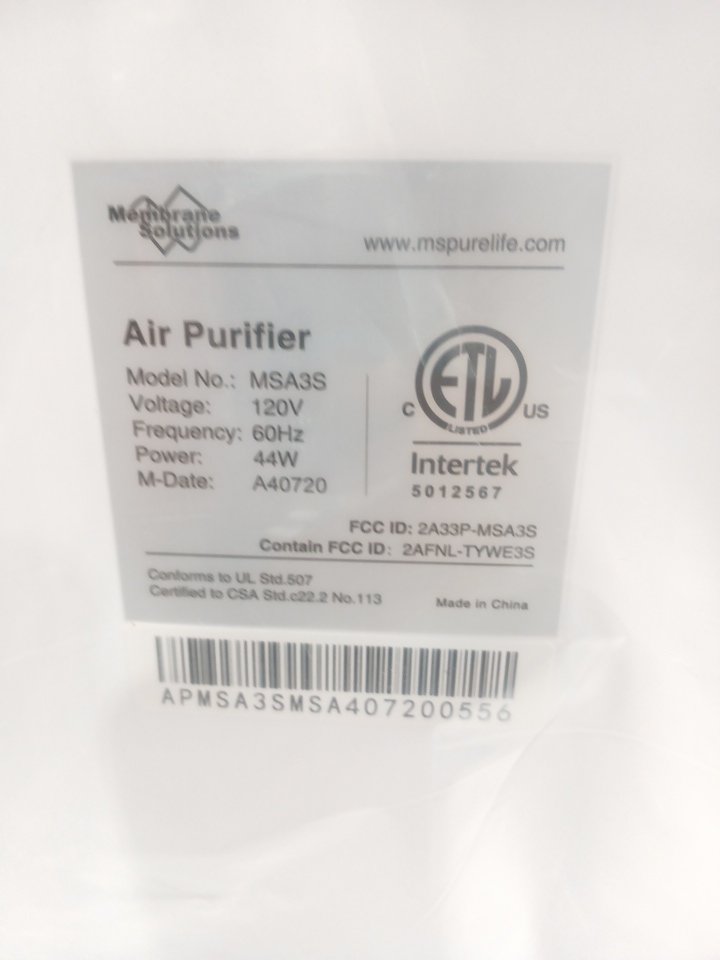 Membrane
Solutions
www.mspurelife.com
Air Purifier
Model No.: MSA3S
Voltage: 120V
Frequency: 60Hz
Power: 44W
M-Date: A40720
ETL
LISTED
C US
Intertek
5012567
FCC ID: 2A33P-MSA3S
Contain FCC ID: 2AFNL-TYWE3S
Conforms to UL Std.507
Certified to CSA Std.c22.2 No.113
Made in China
APMSA3SMSA407200556